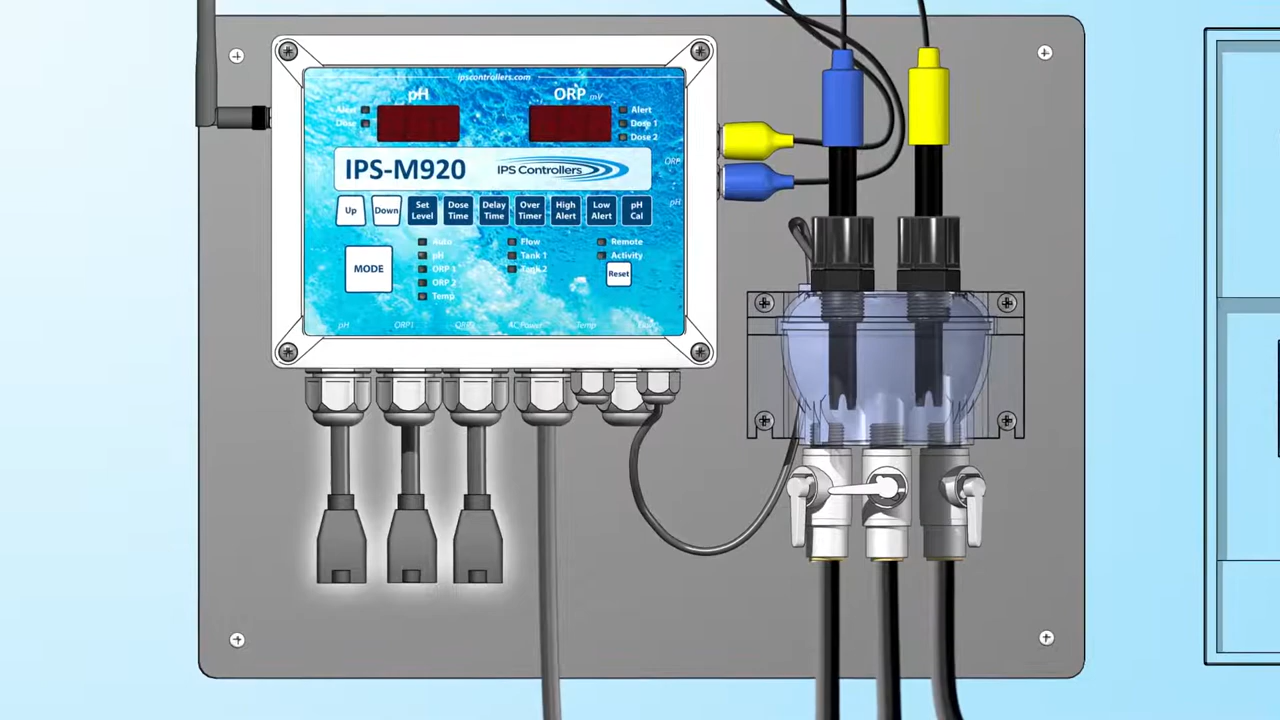 ipscontrollers.com
pH
ORP mV
Alert
Dose
Alert
Dose 1
Dose 2
IPS-M920
IPS Controllers
ORP
pH
Up
Down
Set Level
Dose Time
Delay Time
Over Timer
High Alert
Low Alert
pH Cal
MODE
Auto
pH
ORP 1
ORP 2
Temp
Flow
Tank 1
Tank 2
Remote
Activity
Reset
pH
ORP1
ORP2
AC Power
Temp